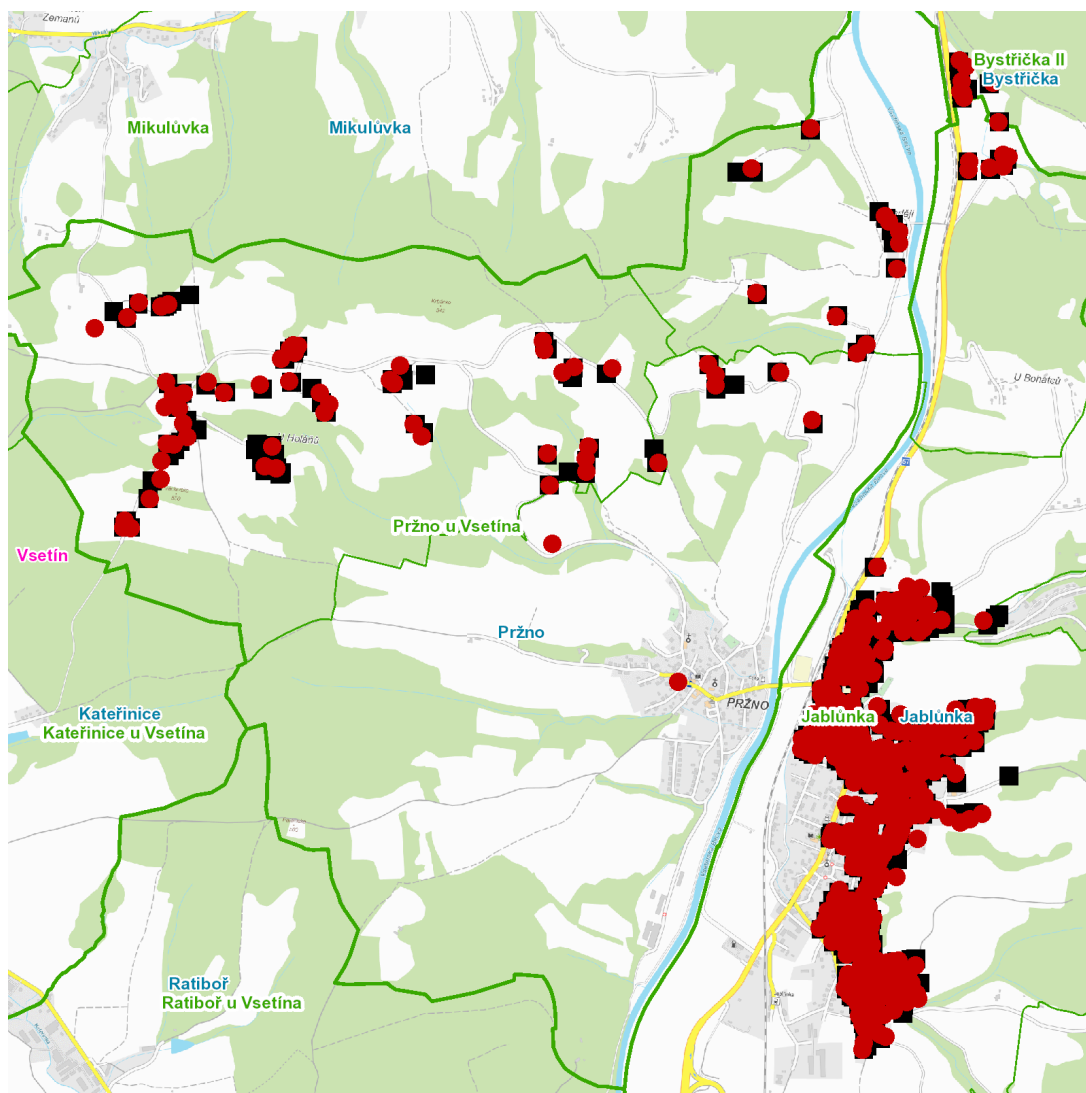 Zemanů
Bystřička II
Bystřička
Mikulůvka
Mikulůvka
U Bonátců
Pržno u Vsetína
Vsetín
Pržno
PRŽNO
Kateřinice
Kateřinice u Vsetína
Jablůnka
Jablůnka
Ratiboř
Ratiboř u Vsetína